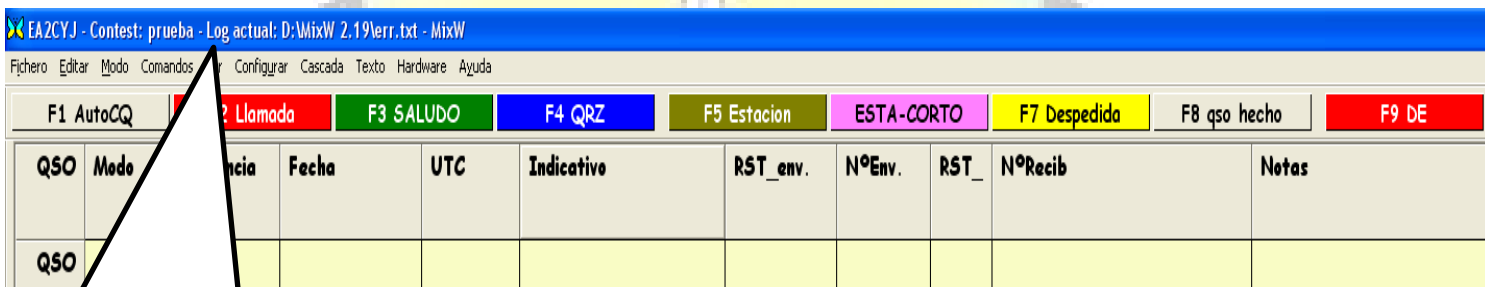 EA2CYJ - Contest: prueba - Log actual: D:\MixW 2.19\err.txt - MixW
Fichero Editar Modo Comandos Configurar Cascada Texto Hardware Ayuda
F1 AutoCQ Llamada F3 SALUDO F4 QRZ F5 Estacion ESTA-CORTO F7 Despedida F8 qso hecho F9 DE
QSO Modo Fecha UTC Indicativo RST_env. NºEnv. RST_ NºRecib Notas
QSO